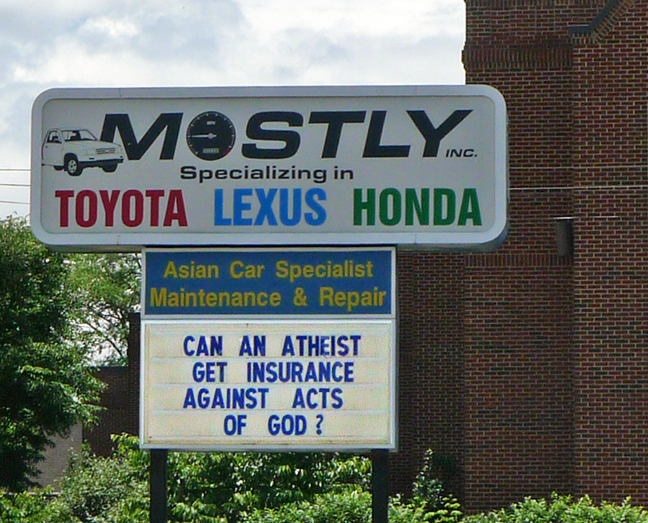 MOSTLY INC.
Specializing in
TOYOTA LEXUS HONDA
Asian Car Specialist
Maintenance & Repair
CAN AN ATHEIST
GET INSURANCE
AGAINST ACTS
OF GOD?